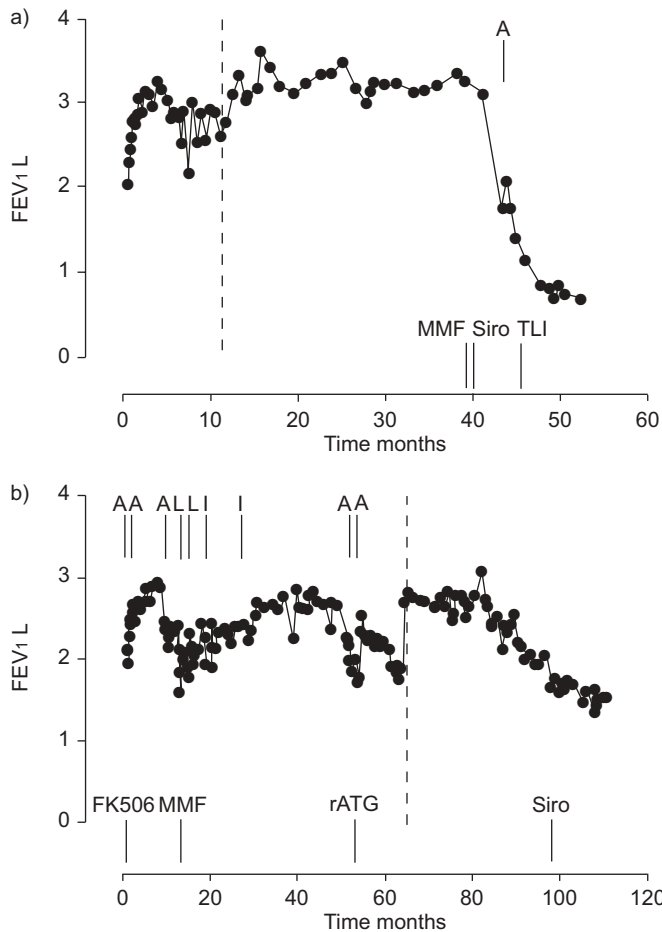 a)
4
A
3
FEV1 L
2
1
MMF Siro TLI
0
0 10 20 30 40 50 60
Time months
b)
4
A A A L L I I A A
3
FEV1 L
2
1
FK506 MMF rATG Siro
0
0 20 40 60 80 100 120
Time months